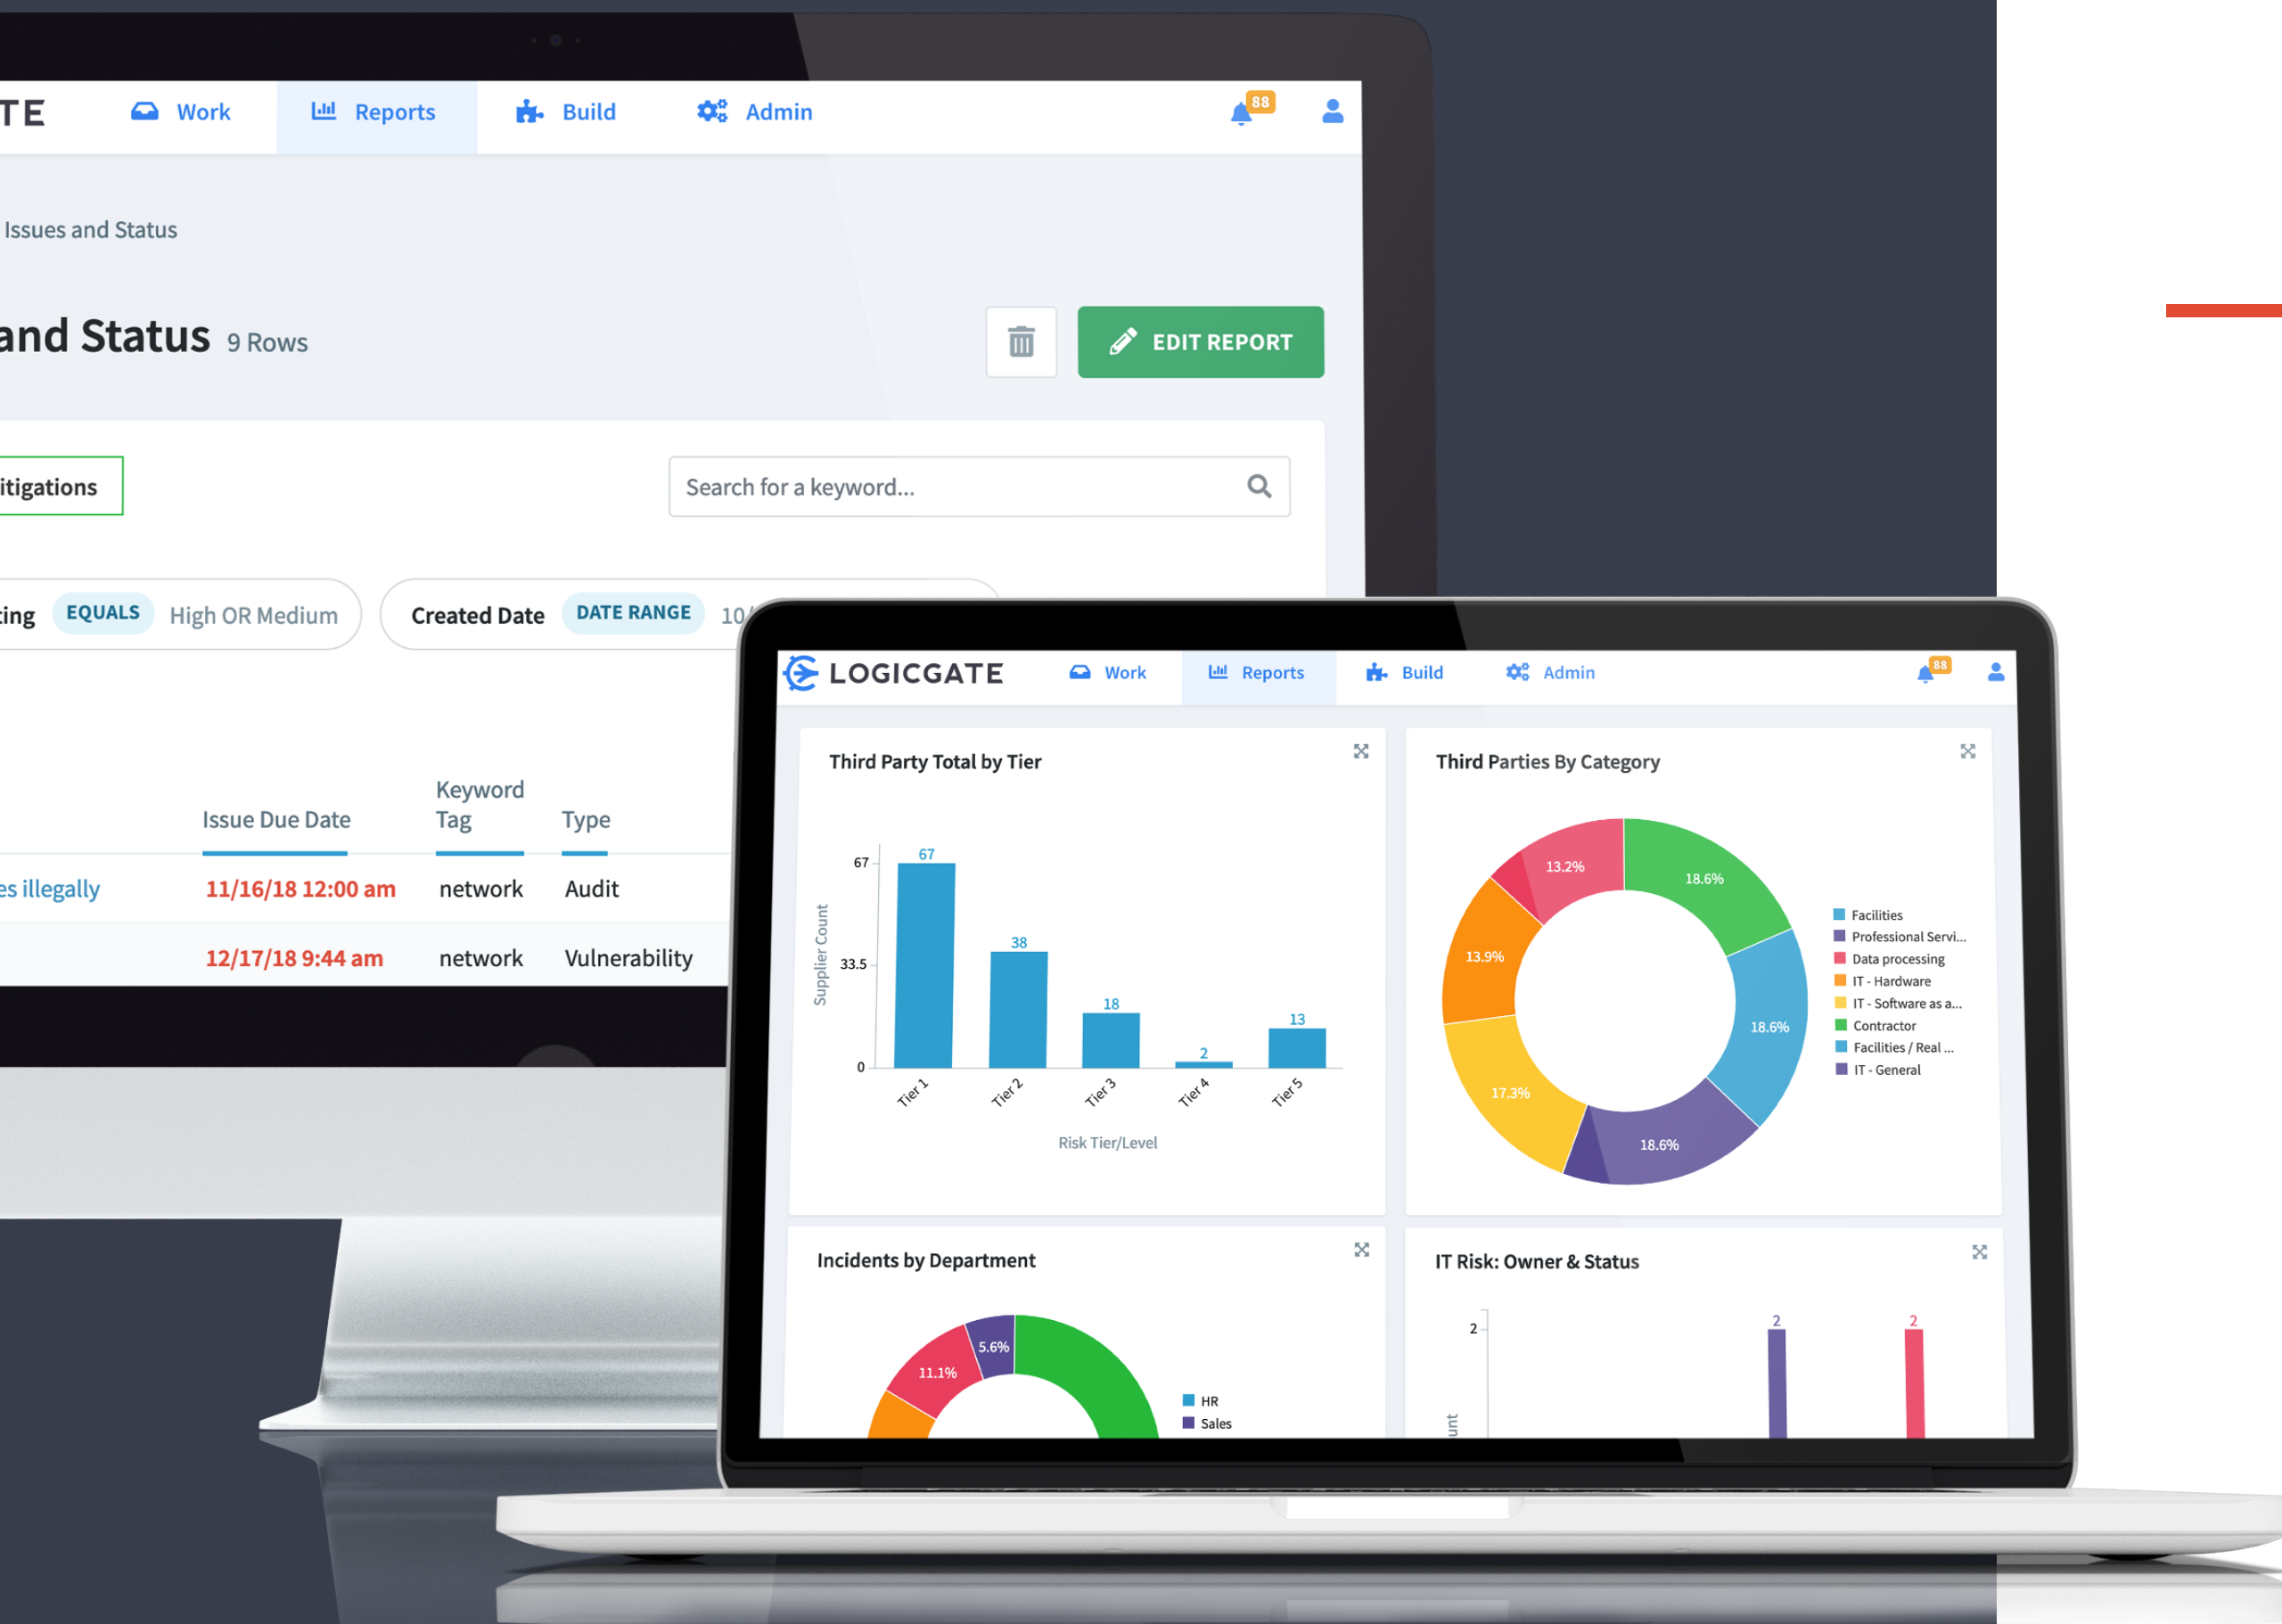 TE
Work
Reports
Build
Admin
88
Issues and Status
and Status 9 Rows
EDIT REPORT
itigations
Search for a keyword...
ting EQUALS High OR Medium
Created Date DATE RANGE 10/
Issue Due Date
Keyword
Tag
Type
es illegally
11/16/18 12:00 am
network
Audit
12/17/18 9:44 am
network
Vulnerability
LOGICGATE
Work
Reports
Build
Admin
88
Third Party Total by Tier
Supplier Count
67
33.5
0
67
38
18
2
13
Tier 1
Tier 2
Tier 3
Tier 4
Tier 5
Risk Tier/Level
Third Parties By Category
13.2%
18.6%
13.9%
18.6%
17.3%
18.6%
Facilities
Professional Servi...
Data processing
IT - Hardware
IT - Software as a...
Contractor
Facilities / Real ...
IT - General
Incidents by Department
5.6%
11.1%
HR
Sales
IT Risk: Owner & Status
2
2
2
unt